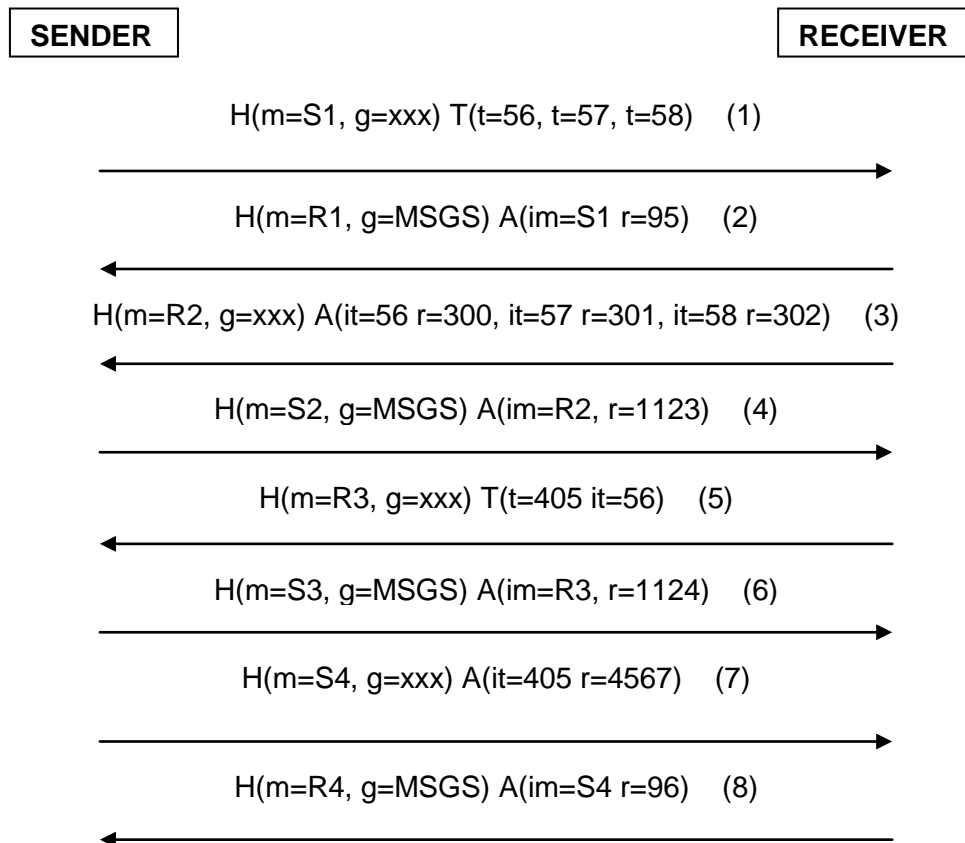 SENDER RECEIVER
H(m=S1, g=xxx) T(t=56, t=57, t=58) (1)
H(m=R1, g=MSGS) A(im=S1 r=95) (2)
H(m=R2, g=xxx) A(it=56 r=300, it=57 r=301, it=58 r=302) (3)
H(m=S2, g=MSGS) A(im=R2, r=1123) (4)
H(m=R3, g=xxx) T(t=405 it=56) (5)
H(m=S3, g=MSGS) A(im=R3, r=1124) (6)
H(m=S4, g=xxx) A(it=405 r=4567) (7)
H(m=R4, g=MSGS) A(im=S4 r=96) (8)